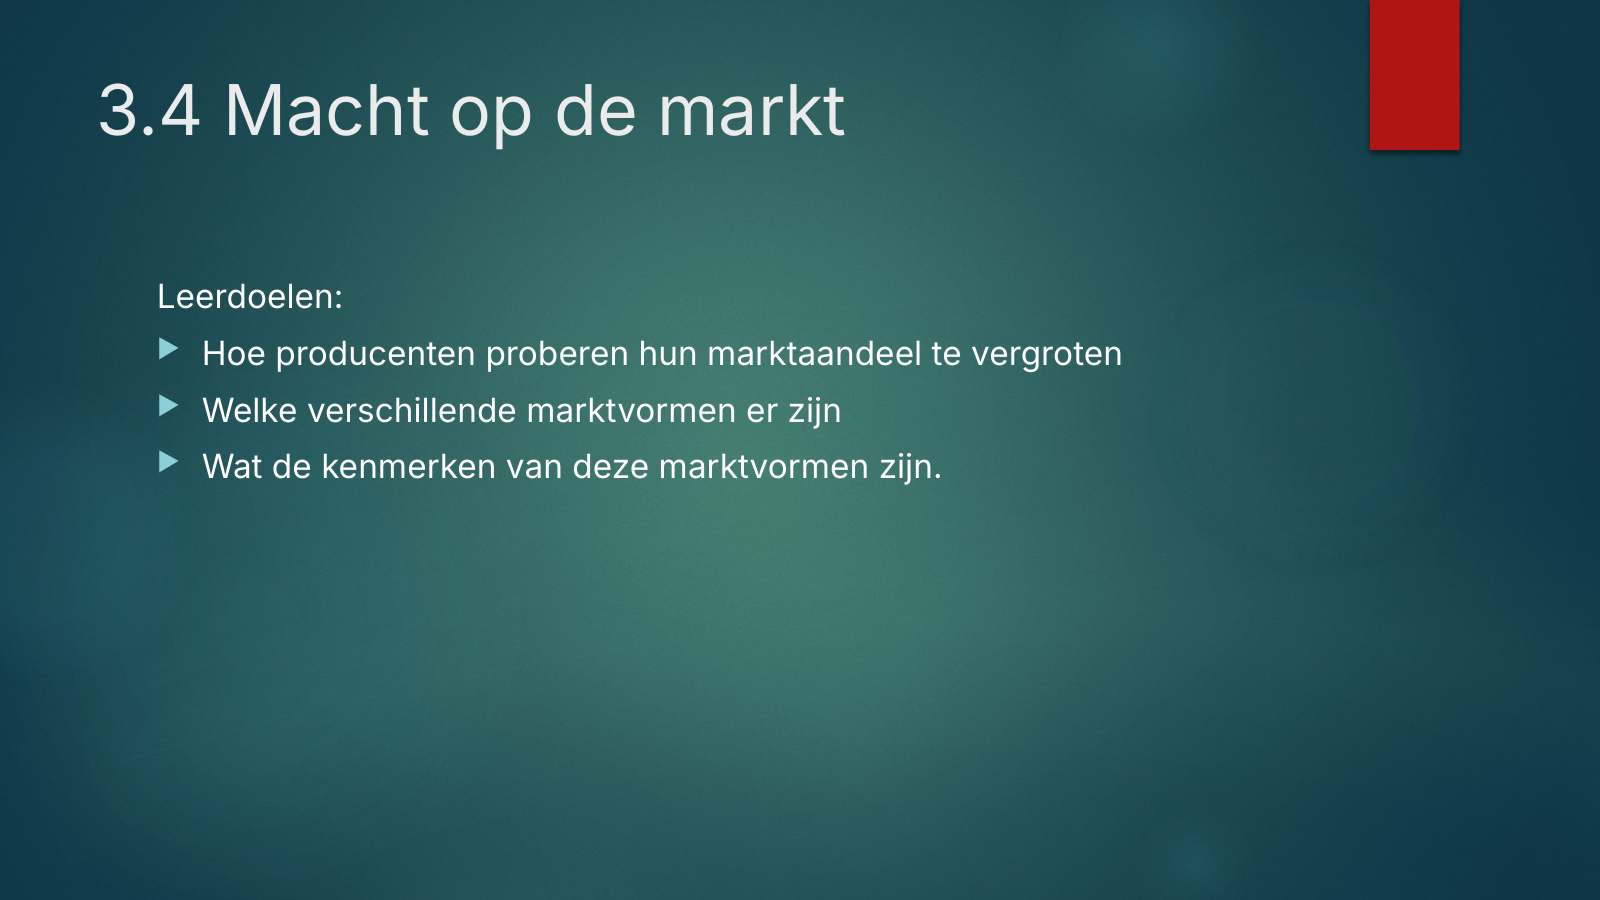 3.4 Macht op de markt
Leerdoelen:
Hoe producenten proberen hun marktaandeel te vergroten
Welke verschillende marktvormen er zijn
Wat de kenmerken van deze marktvormen zijn.